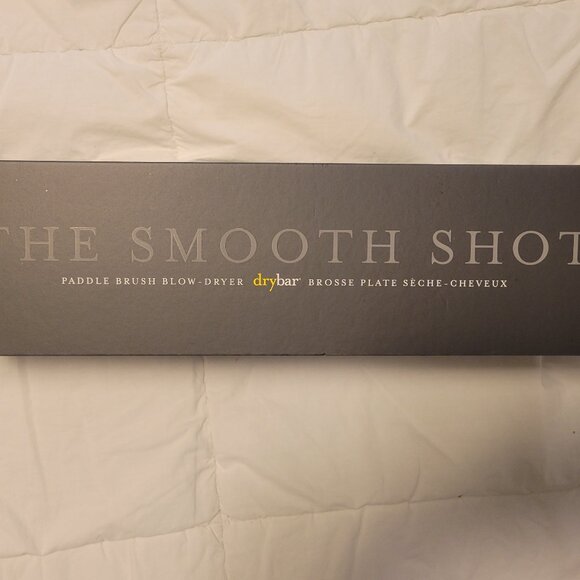 THE SMOOTH SHOT
PADDLE BRUSH BLOW-DRYER drybar BROSSE PLATE SÈCHE-CHEVEUX